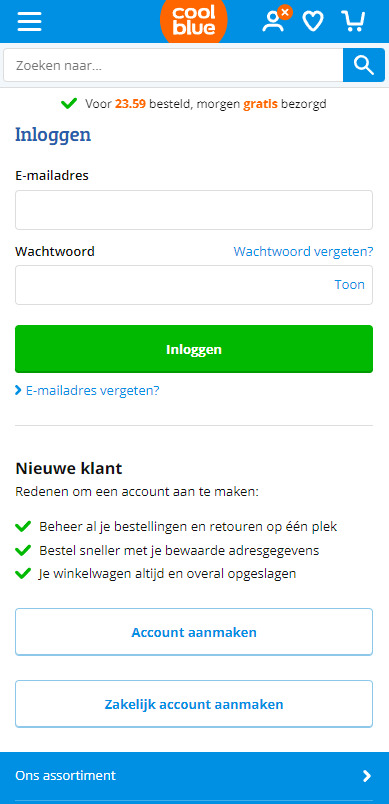 cool
blue
Zoeken naar...
Voor 23.59 besteld, morgen gratis bezorgd
Inloggen
E-mailadres
Wachtwoord Wachtwoord vergeten?
Toon
Inloggen
E-mailadres vergeten?
Nieuwe klant
Redenen om een account aan te maken:
Beheer al je bestellingen en retouren op één plek
Bestel sneller met je bewaarde adresgegevens
Je winkelwagen altijd en overal opgeslagen
Account aanmaken
Zakelijk account aanmaken
Ons assortiment